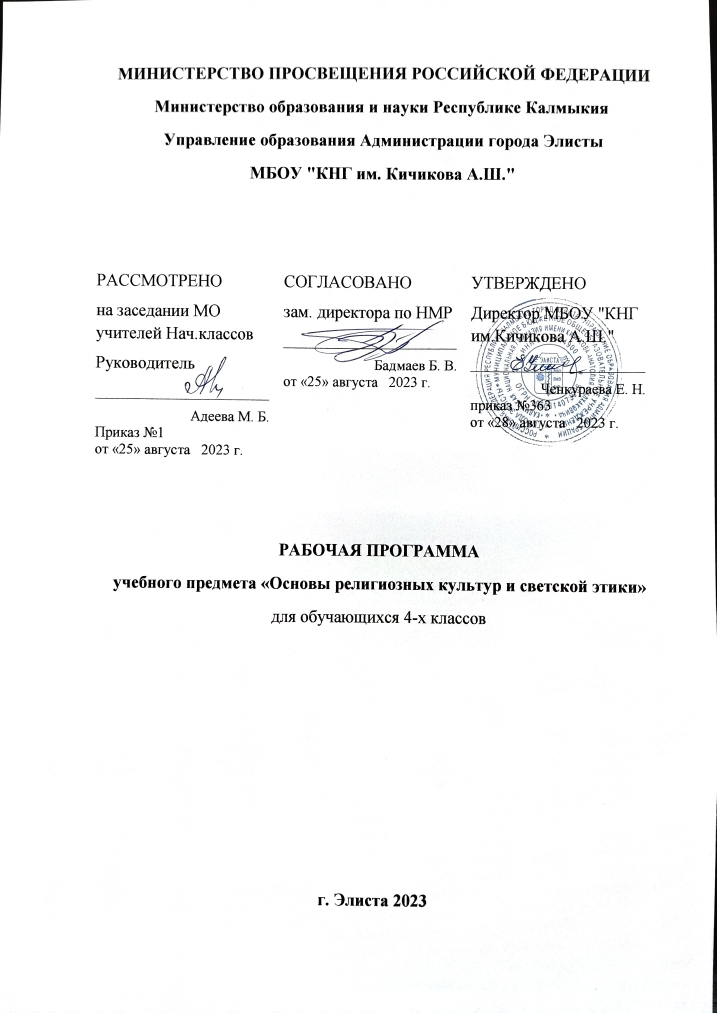 МИНИСТЕРСТВО ПРОСВЕЩЕНИЯ РОССИЙСКОЙ ФЕДЕРАЦИИ
Министерство образования и науки Республике Калмыкия
Управление образования Администрации города Элисты
МБОУ "КНГ им. Кичикова А.Ш."
РАССМОТРЕНО
на заседании МО
учителей Нач.классов
Руководитель
Адеева М. Б.
Приказ №1
от «25» августа 2023 г.
СОГЛАСОВАНО
зам. директора по НМР
Бадмаев Б. В.
от «25» августа 2023 г.
УТВЕРЖДЕНО
Директор МБОУ "КНГ
им.Кичикова А.Ш."
Ченкураева Е. Н.
приказ №363
от «28» августа 2023 г.
РАБОЧАЯ ПРОГРАММА
учебного предмета «Основы религиозных культур и светской этики»
для обучающихся 4-х классов
г. Элиста 2023